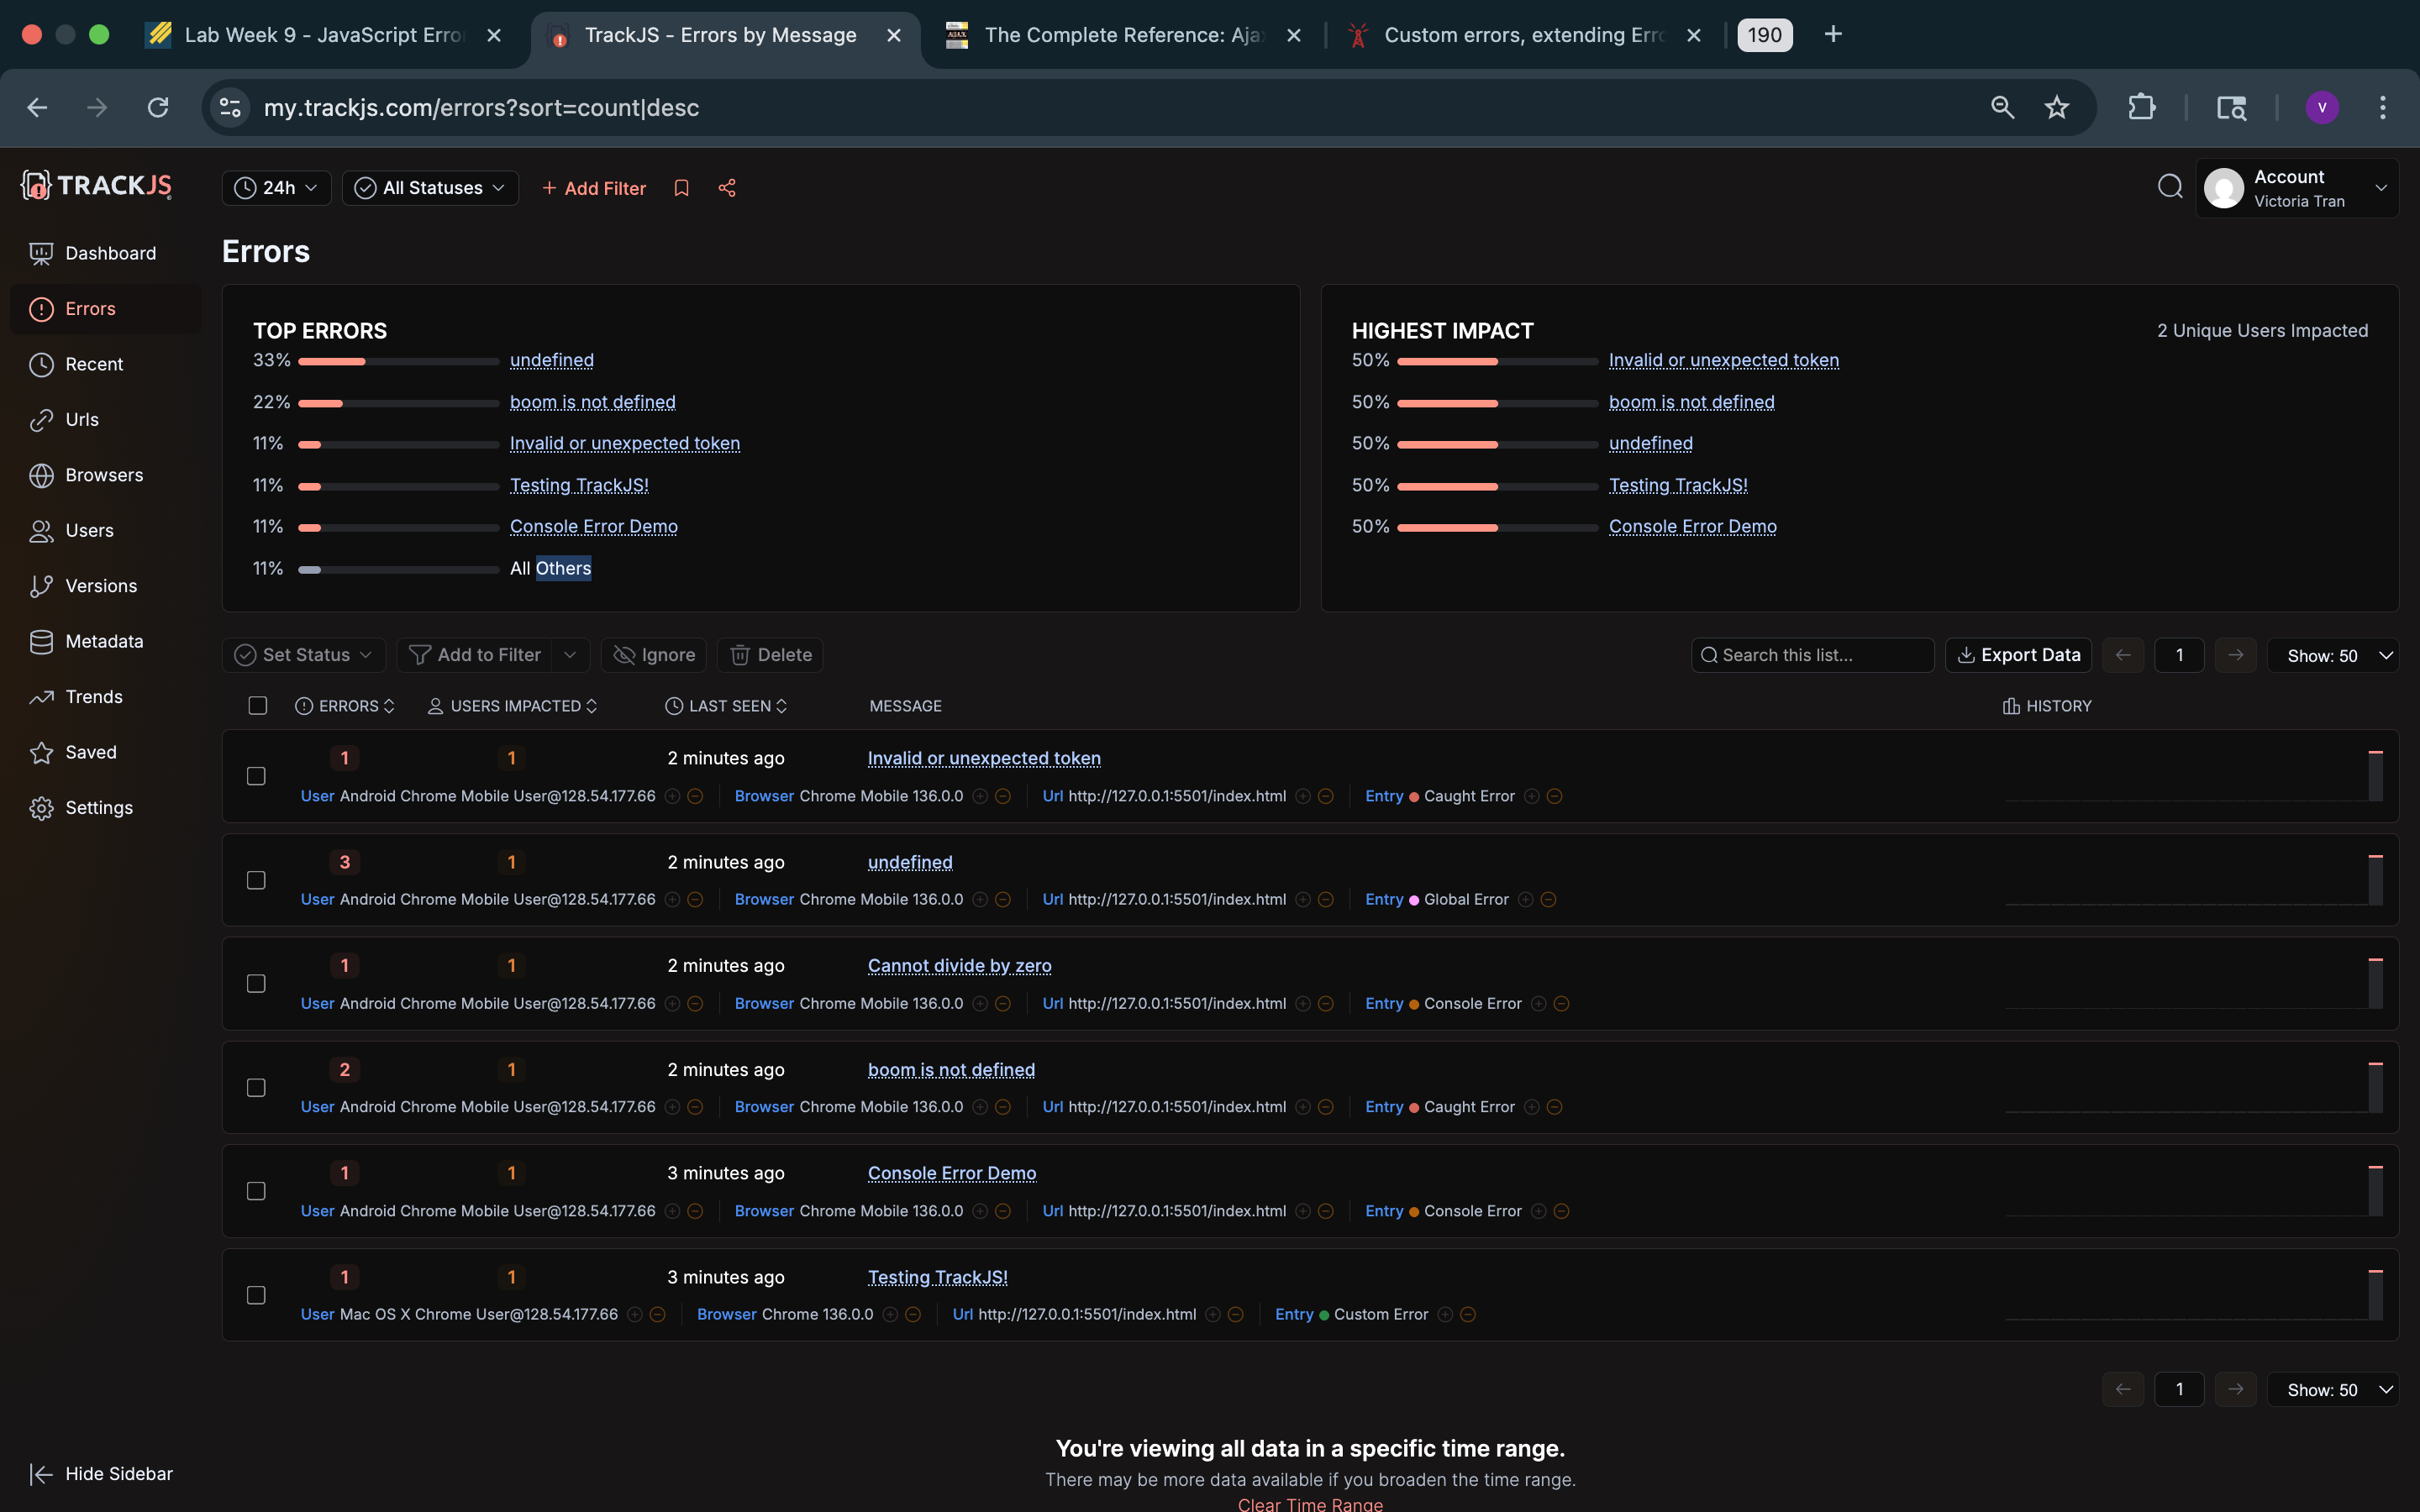 Lab Week 9 - JavaScript Erro
TrackJS - Errors by Message
The Complete Reference: Aja
Custom errors, extending Erro
190
my.trackjs.com/errors?sort=count|desc
V
TRACKJS
24h
All Statuses
+ Add Filter
Account
Victoria Tran
Dashboard
Errors
Recent
Urls
Browsers
Users
Versions
Metadata
Trends
Saved
Settings
Hide Sidebar
Errors
TOP ERRORS
33% undefined
22% boom is not defined
11% Invalid or unexpected token
11% Testing TrackJS!
11% Console Error Demo
11% All Others
HIGHEST IMPACT
2 Unique Users Impacted
50% Invalid or unexpected token
50% boom is not defined
50% undefined
50% Testing TrackJS!
50% Console Error Demo
Set Status Add to Filter Ignore Delete
Search this list... Export Data 1 Show: 50
ERRORS USERS IMPACTED LAST SEEN MESSAGE HISTORY
1 1 2 minutes ago Invalid or unexpected token
User Android Chrome Mobile User@128.54.177.66 Browser Chrome Mobile 136.0.0 Url http://127.0.0.1:5501/index.html Entry Caught Error
3 1 2 minutes ago undefined
User Android Chrome Mobile User@128.54.177.66 Browser Chrome Mobile 136.0.0 Url http://127.0.0.1:5501/index.html Entry Global Error
1 1 2 minutes ago Cannot divide by zero
User Android Chrome Mobile User@128.54.177.66 Browser Chrome Mobile 136.0.0 Url http://127.0.0.1:5501/index.html Entry Console Error
2 1 2 minutes ago boom is not defined
User Android Chrome Mobile User@128.54.177.66 Browser Chrome Mobile 136.0.0 Url http://127.0.0.1:5501/index.html Entry Caught Error
1 1 3 minutes ago Console Error Demo
User Android Chrome Mobile User@128.54.177.66 Browser Chrome Mobile 136.0.0 Url http://127.0.0.1:5501/index.html Entry Console Error
1 1 3 minutes ago Testing TrackJS!
User Mac OS X Chrome User@128.54.177.66 Browser Chrome 136.0.0 Url http://127.0.0.1:5501/index.html Entry Custom Error
1 Show: 50
You're viewing all data in a specific time range.
There may be more data available if you broaden the time range.
Clear Time Range